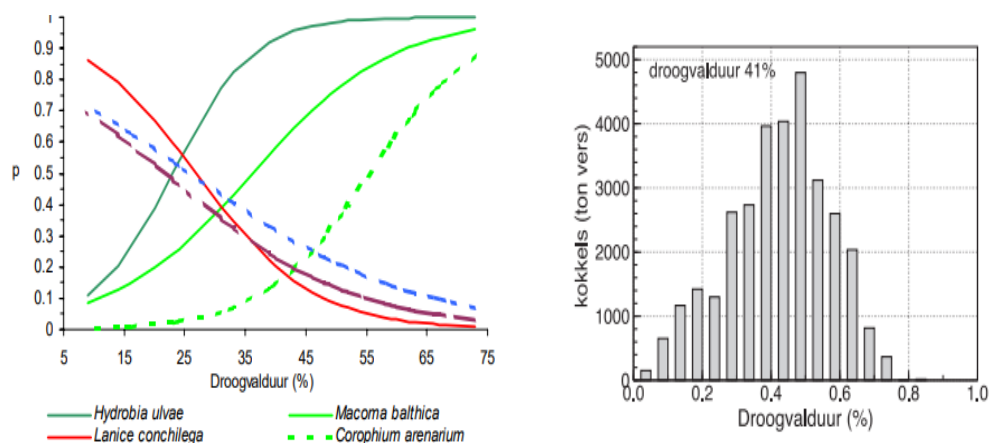 1
0.9
0.8
0.7
0.6
0.5
0.4
0.3
0.2
0.1
0
p
5 15 25 35 45 55 65 75
Droogvalduur (%)
Hydrobia ulvae
Macoma balthica
Lanice conchilega
Corophium arenarium
droogvalduur 41%
5000
4000
3000
2000
1000
0
kokkels (ton vers)
0.0 0.2 0.4 0.6 0.8 1.0
Droogvalduur (%)